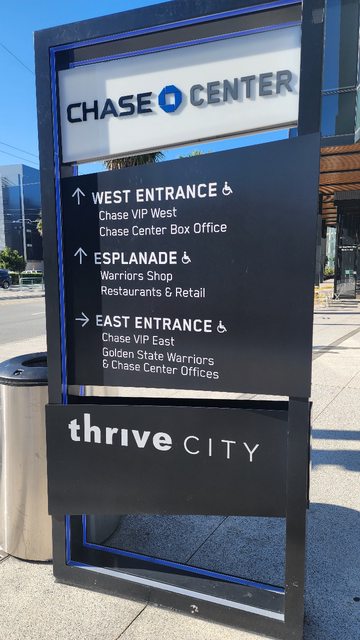 CHASE CENTER
↑ WEST ENTRANCE ♿
Chase VIP West
Chase Center Box Office
↑ ESPLANADE ♿
Warriors Shop
Restaurants & Retail
→ EAST ENTRANCE ♿
Chase VIP East
Golden State Warriors
& Chase Center Offices
thrive CITY